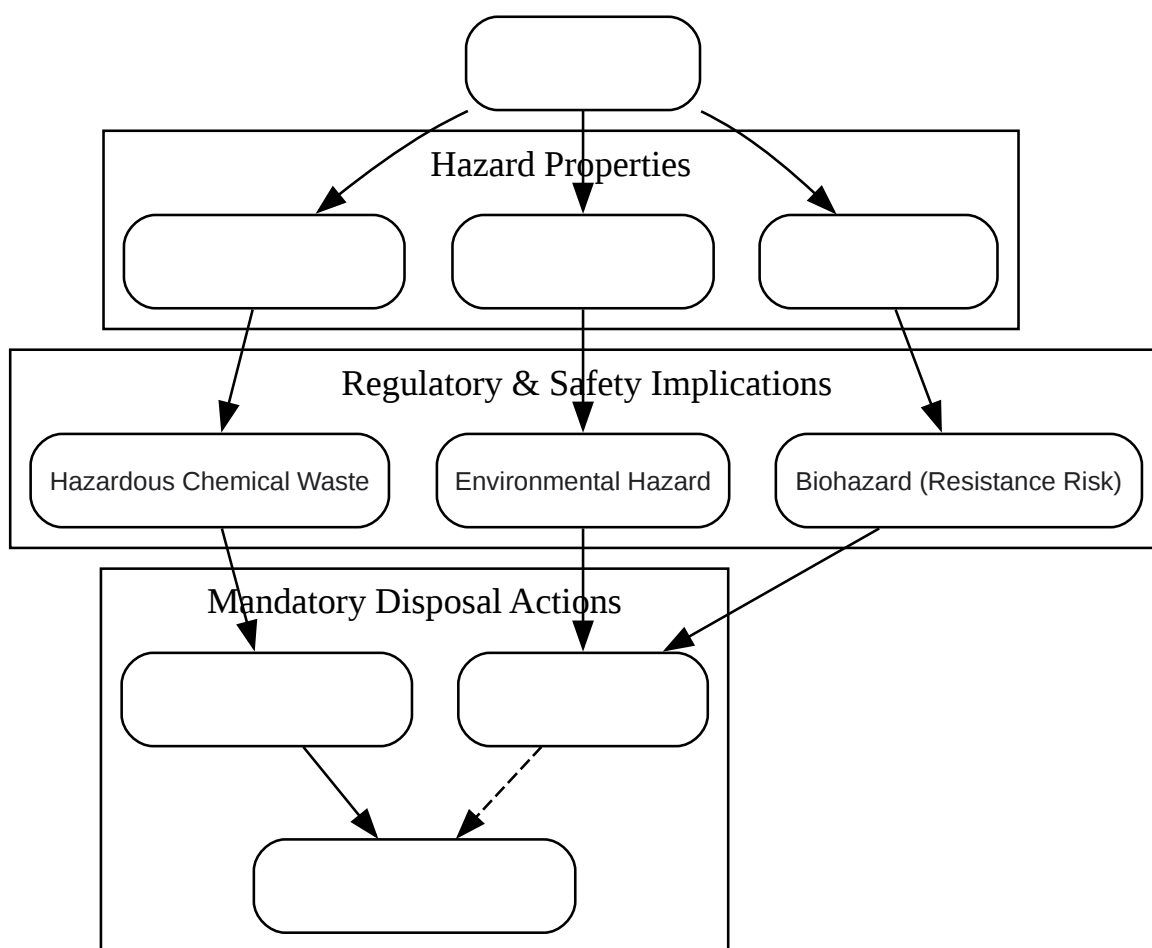 Hazard Properties
Regulatory & Safety Implications
Hazardous Chemical Waste
Environmental Hazard
Biohazard (Resistance Risk)
Mandatory Disposal Actions